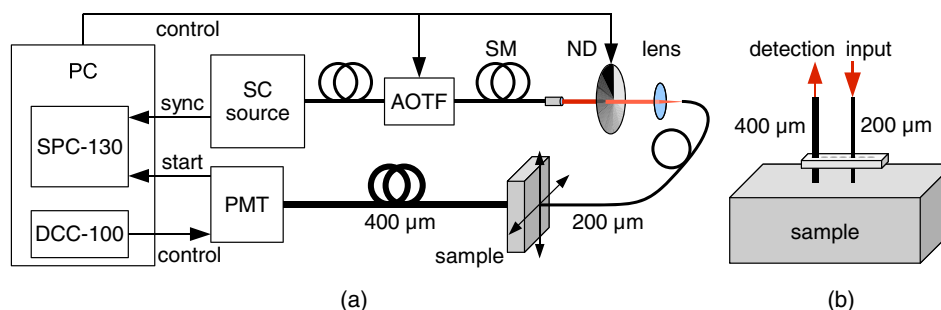 control
PC
SPC-130
DCC-100
sync
start
control
SC
source
PMT
AOTF
SM
ND
lens
400 µm
200 µm
sample
(a)
detection
input
400 µm
200 µm
sample
(b)